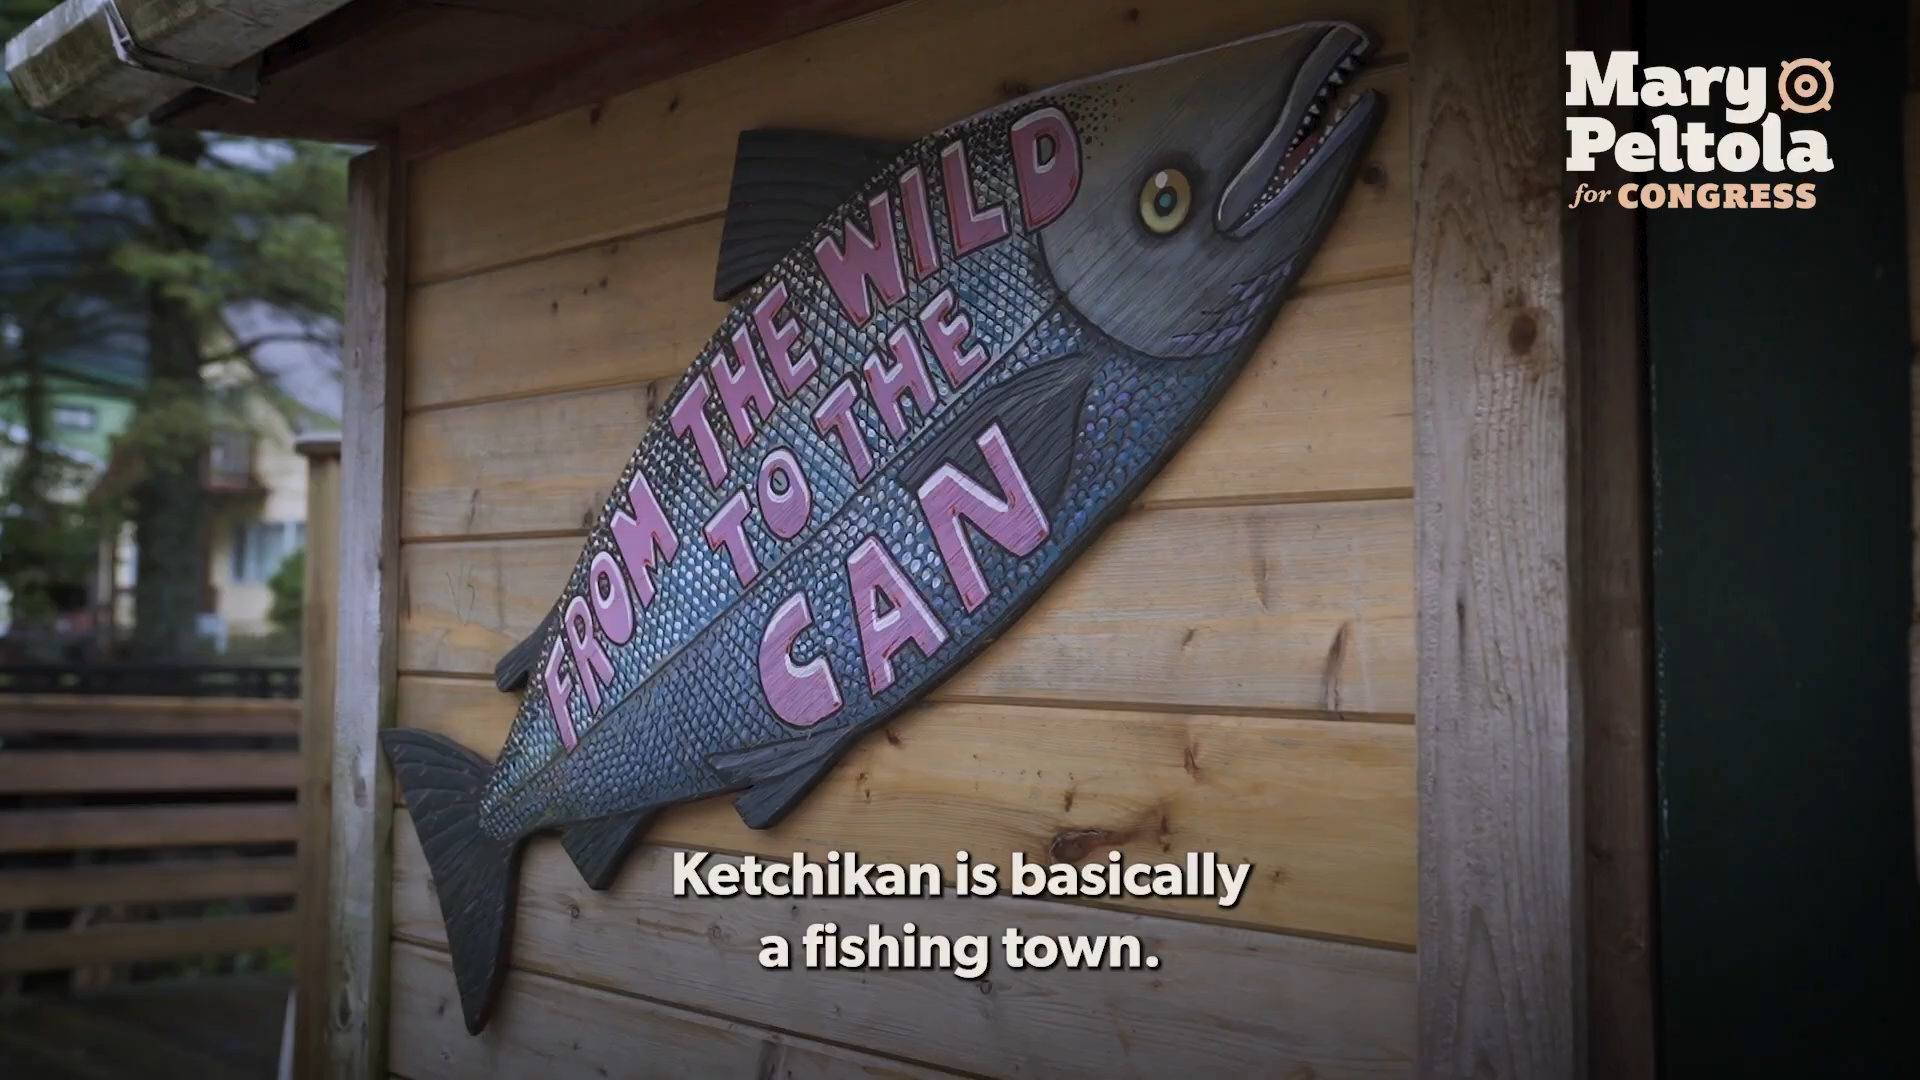 Mary
Peltola
for CONGRESS
FROM THE WILD
TO THE
CAN
Ketchikan is basically
a fishing town.